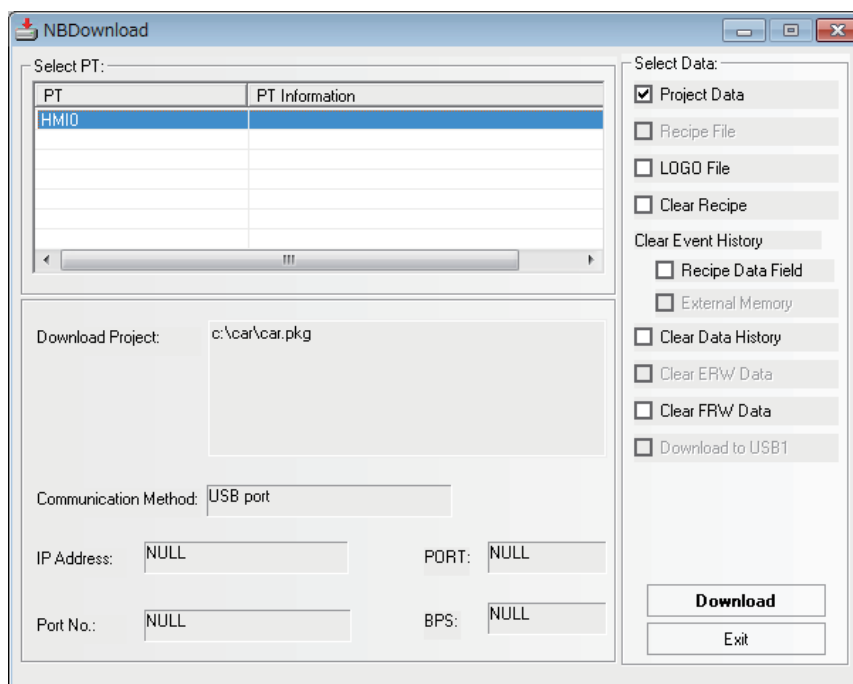 NBDownload
Select PT:
PT PT Information
HMI0
Download Project: c:\car\car.pkg
Communication Method: USB port
IP Address: NULL PORT: NULL
Port No.: NULL BPS: NULL
Select Data:
Project Data
Recipe File
LOGO File
Clear Recipe
Clear Event History
Recipe Data Field
External Memory
Clear Data History
Clear ERW Data
Clear FRW Data
Download to USB1
Download
Exit